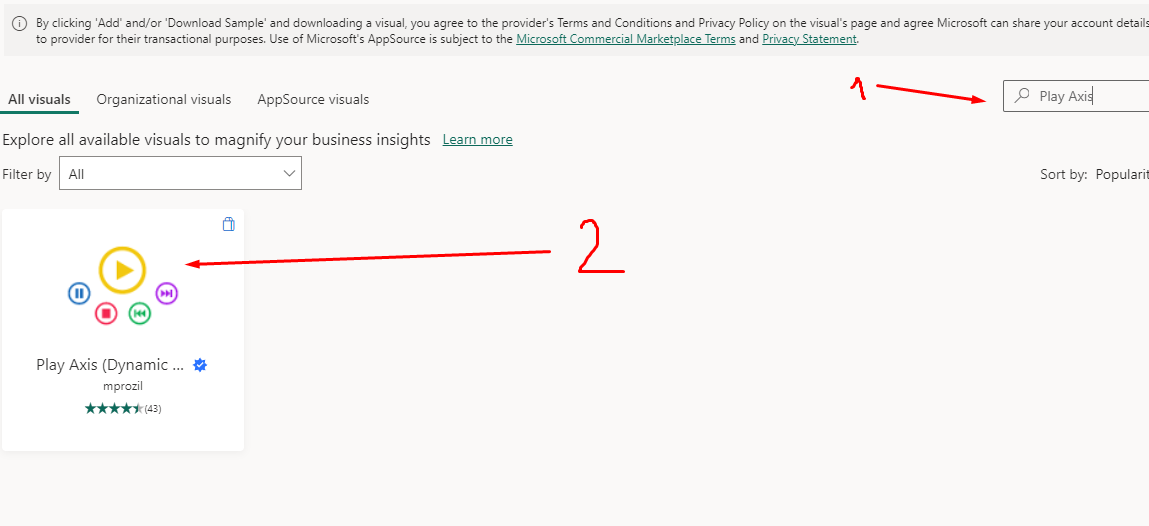 By clicking 'Add' and/or 'Download Sample' and downloading a visual, you agree to the provider's Terms and Conditions and Privacy Policy on the visual's page and agree Microsoft can share your account details
to provider for their transactional purposes. Use of Microsoft's AppSource is subject to the Microsoft Commercial Marketplace Terms and Privacy Statement.
1
Play Axis
All visuals Organizational visuals AppSource visuals
Explore all available visuals to magnify your business insights Learn more
Filter by All
Sort by: Popularit
2
Play Axis (Dynamic ...
mprozil
(43)